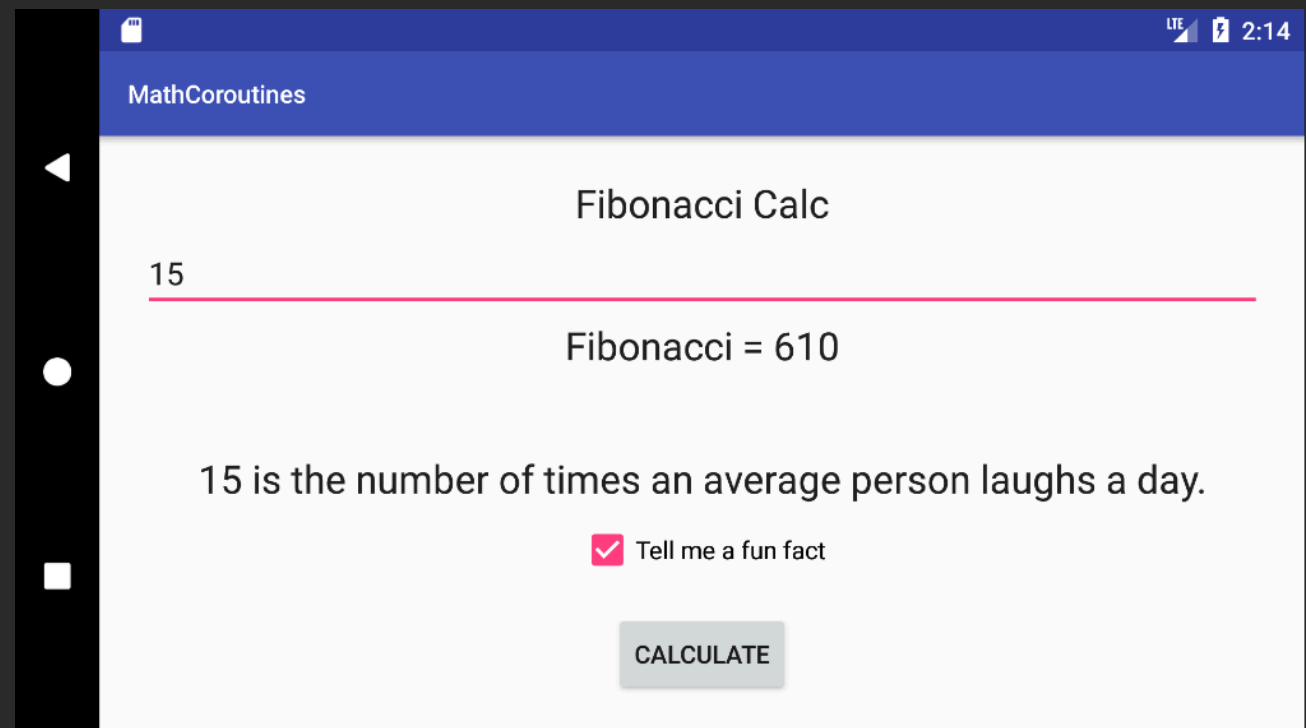 LTE 2:14
MathCoroutines
Fibonacci Calc
15
Fibonacci = 610
15 is the number of times an average person laughs a day.
Tell me a fun fact
CALCULATE